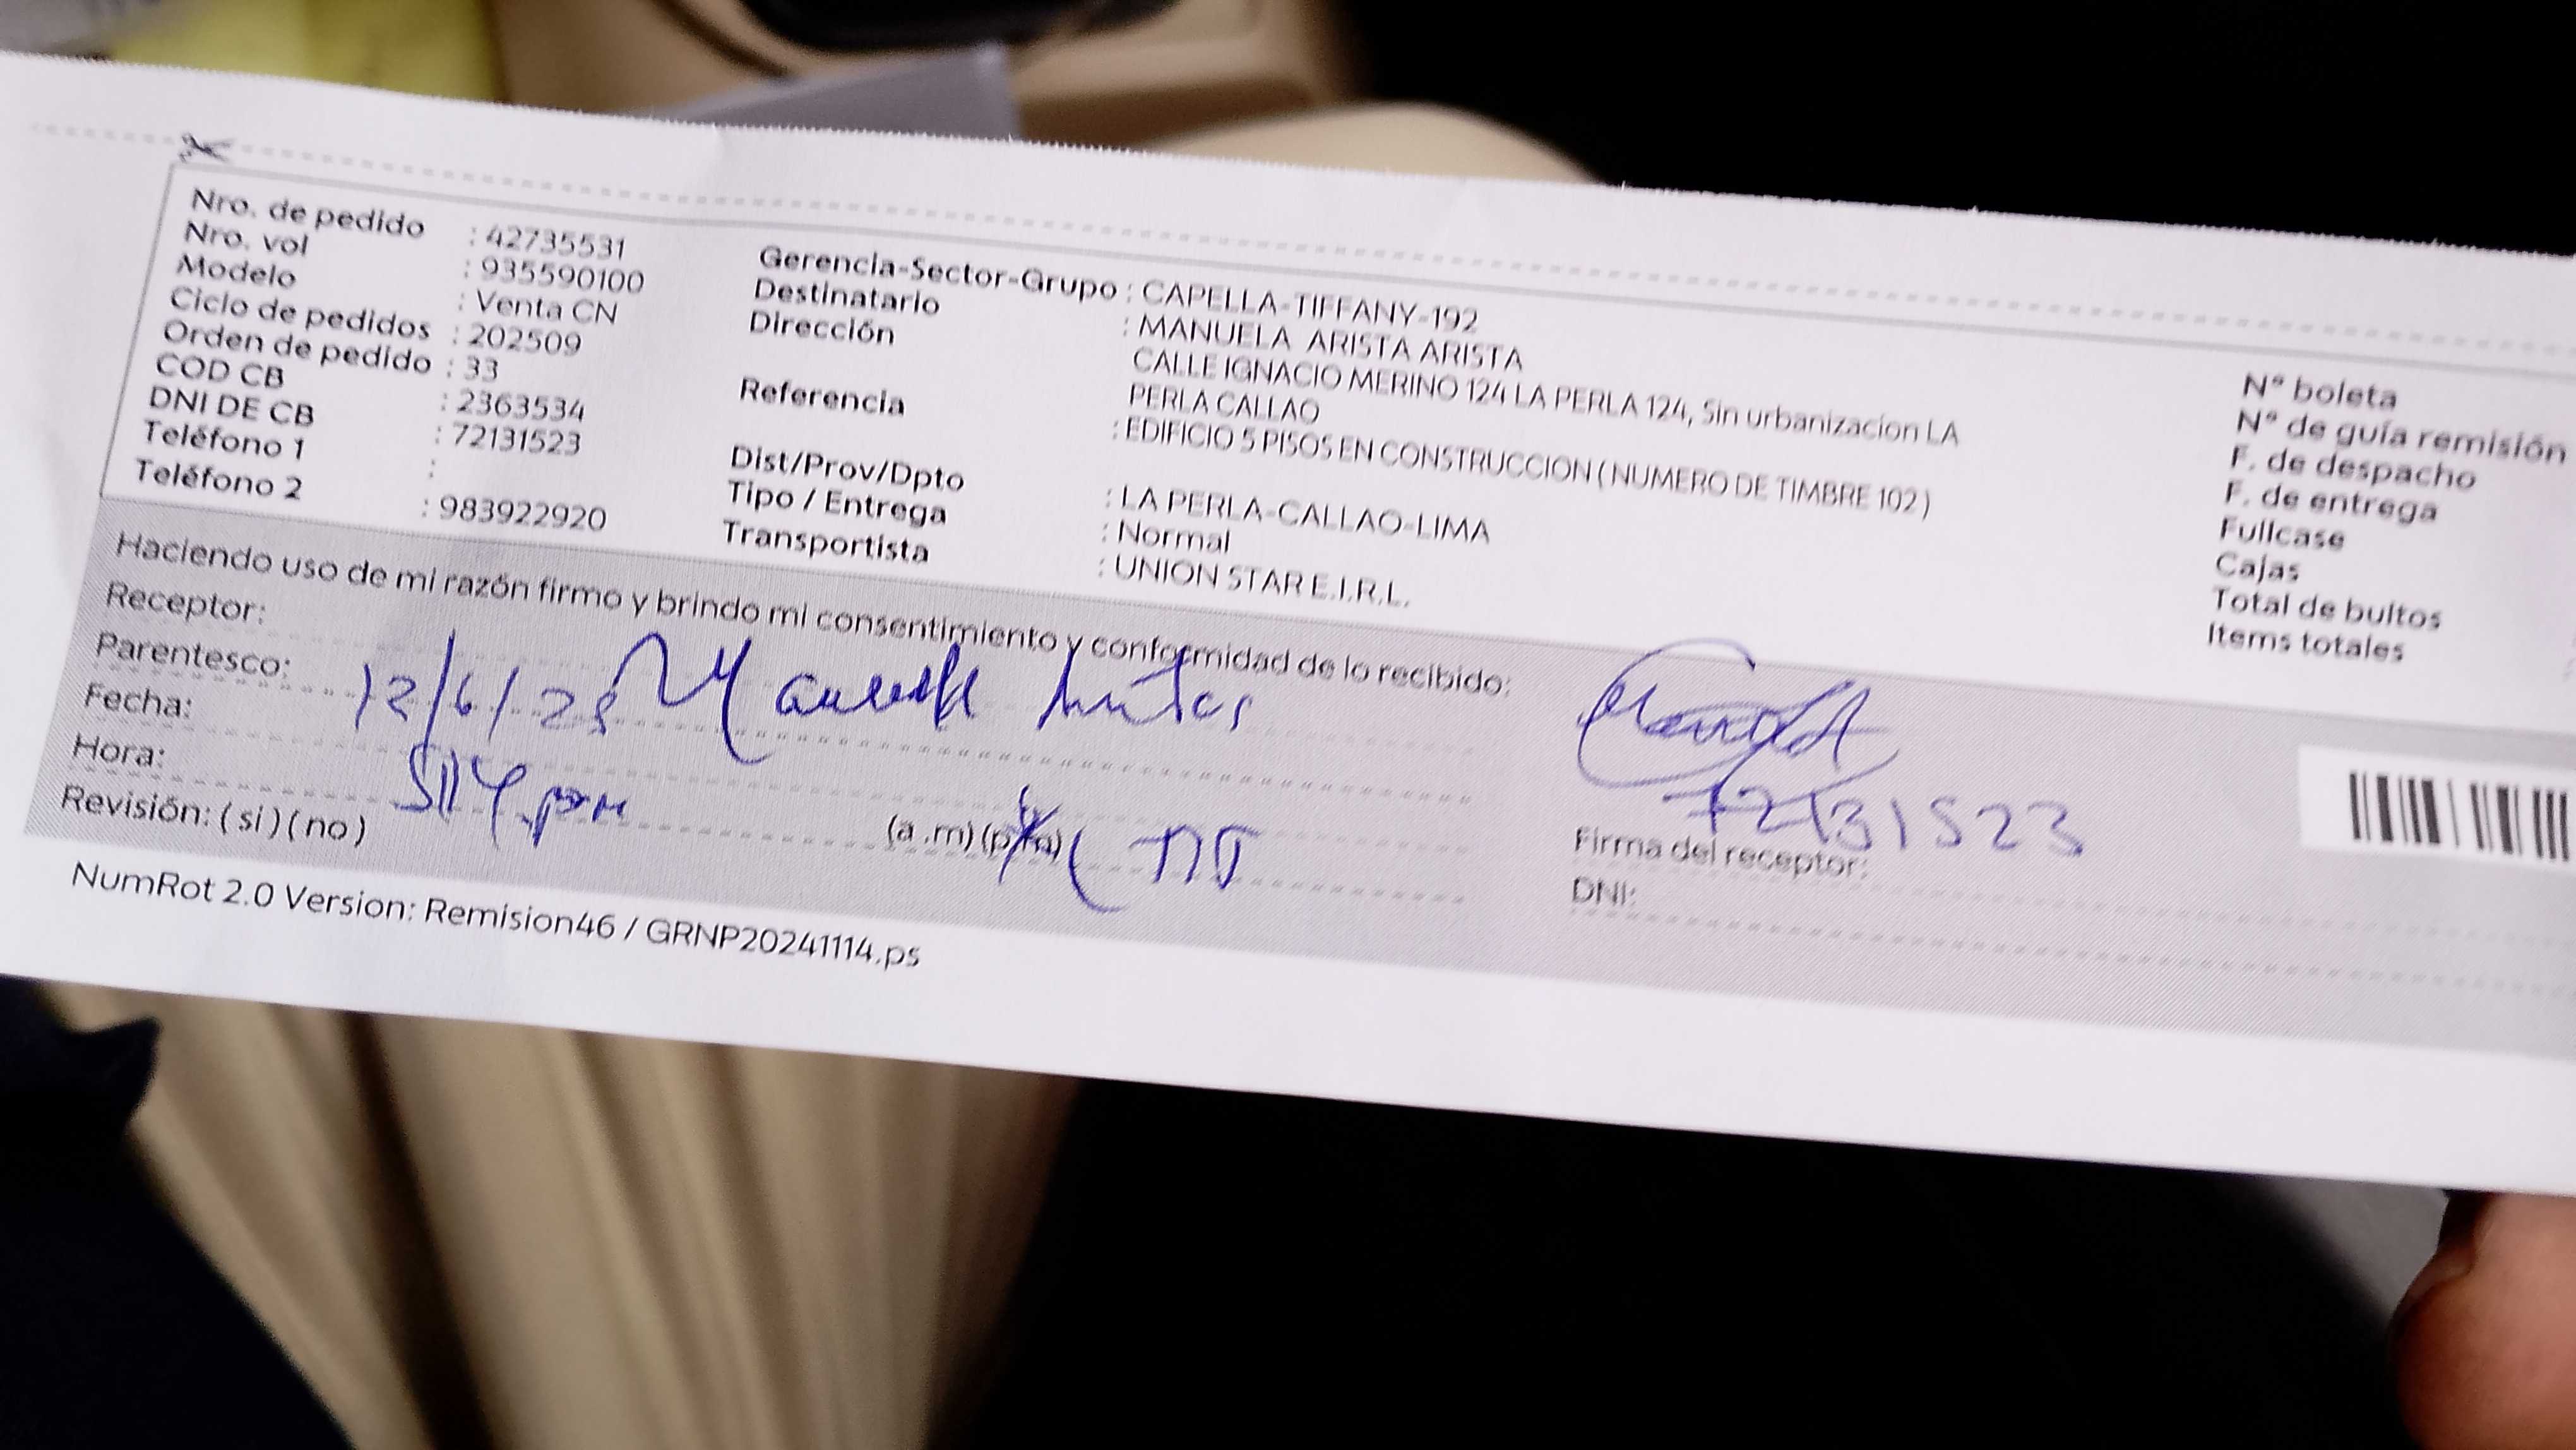 Nro. de pedido : 42735531
Nro. vol : 935590100
Modelo : Venta CN
Ciclo de pedidos : 202509
Orden de pedido : 33
COD CB : 2363534
DNI DE CB : 72131523
Teléfono 1 :
Teléfono 2 : 983922920
Gerencia-Sector-Grupo : CAPELLA-TIFFANY-192
Destinatario : MANUELA ARISTA ARISTA
Dirección CALLE IGNACIO MERINO 124 LA PERLA 124, Sin urbanizacion LA
PERLA CALLAO
Referencia : EDIFICIO 5 PISOS EN CONSTRUCCION ( NUMERO DE TIMBRE 102 )
Dist/Prov/Dpto : LA PERLA-CALLAO-LIMA
Tipo / Entrega : Normal
Transportista : UNION STAR E.I.R.L.
N° boleta
N° de guía remisión
F. de despacho
F. de entrega
Fullcase
Cajas
Total de bultos
Items totales
Haciendo uso de mi razón firmo y brindo mi consentimiento y conformidad de lo recibido:
Receptor:
Parentesco:
Fecha: 12/6/25
Hora: (a .m) (p.m)
Revisión: ( si ) ( no )
72131523
Firma del receptor:
DNI:
NumRot 2.0 Version: Remision46 / GRNP20241114.ps